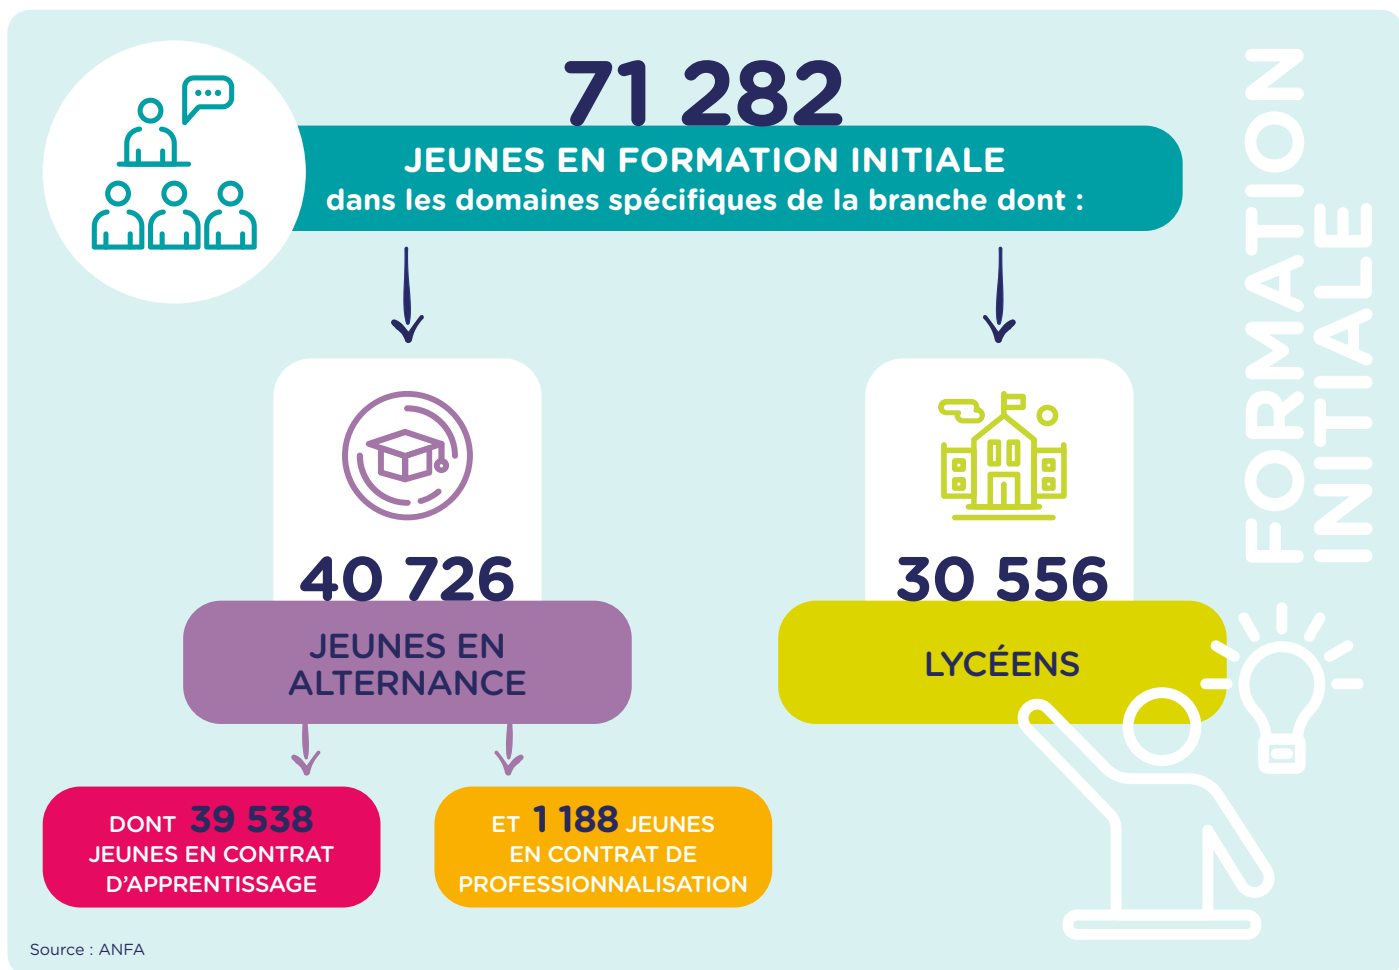 71 282
JEUNES EN FORMATION INITIALE
dans les domaines spécifiques de la branche dont :
FORMATION
INITIALE
40 726
JEUNES EN
ALTERNANCE
30 556
LYCÉENS
DONT 39 538
JEUNES EN CONTRAT
D'APPRENTISSAGE
ET 1 188 JEUNES
EN CONTRAT DE
PROFESSIONNALISATION
Source : ANFA